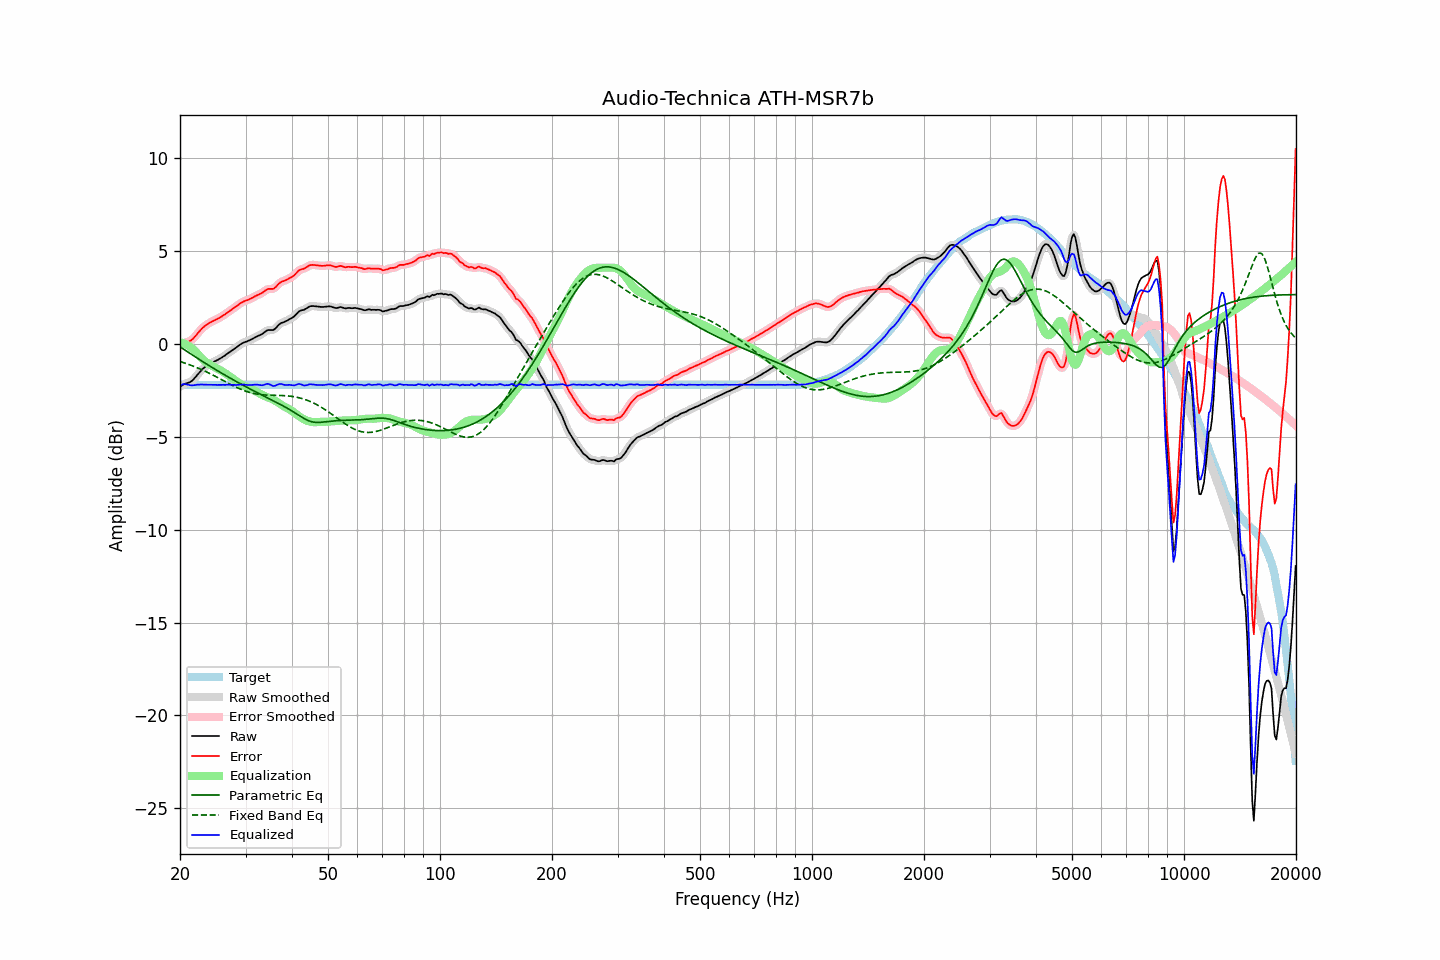 Audio-Technica ATH-MSR7b
Amplitude (dBr)
10
5
0
−5
−10
−15
−20
−25
Target
Raw Smoothed
Error Smoothed
Raw
Error
Equalization
Parametric Eq
Fixed Band Eq
Equalized
20 50 100 200 500 1000 2000 5000 10000 20000
Frequency (Hz)